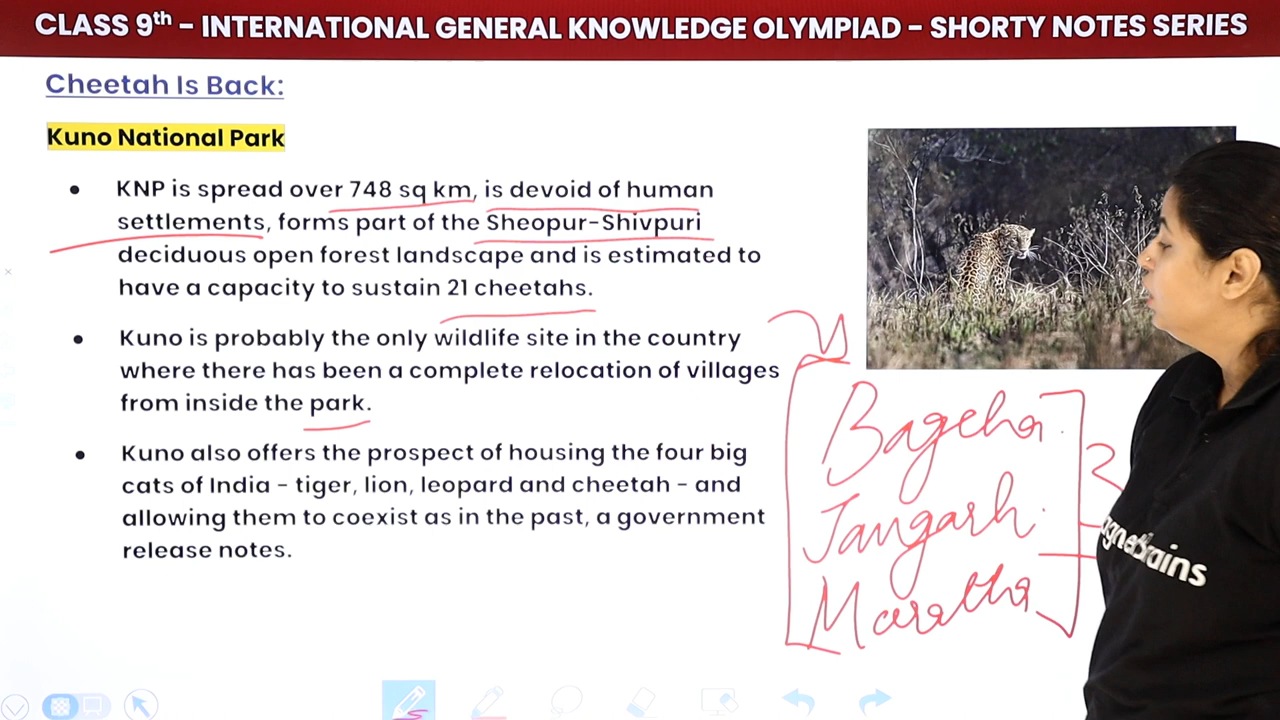 CLASS 9th – INTERNATIONAL GENERAL KNOWLEDGE OLYMPIAD – SHORTY NOTES SERIES
Cheetah Is Back:
Kuno National Park
• KNP is spread over 748 sq km, is devoid of human
settlements, forms part of the Sheopur-Shivpuri
deciduous open forest landscape and is estimated to
have a capacity to sustain 21 cheetahs.
• Kuno is probably the only wildlife site in the country
where there has been a complete relocation of villages
from inside the park.
• Kuno also offers the prospect of housing the four big
cats of India – tiger, lion, leopard and cheetah – and
allowing them to coexist as in the past, a government
release notes.
Bageha
Jangarh
Maratha
agnetBrains